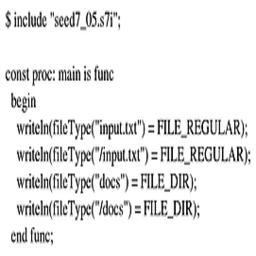 $ include "seed7_05.s7i";
const proc: main is func
begin
writeln(fileType("input.txt") = FILE_REGULAR);
writeln(fileType("/input.txt") = FILE_REGULAR);
writeln(fileType("docs") = FILE_DIR);
writeln(fileType("/docs") = FILE_DIR);
end func;